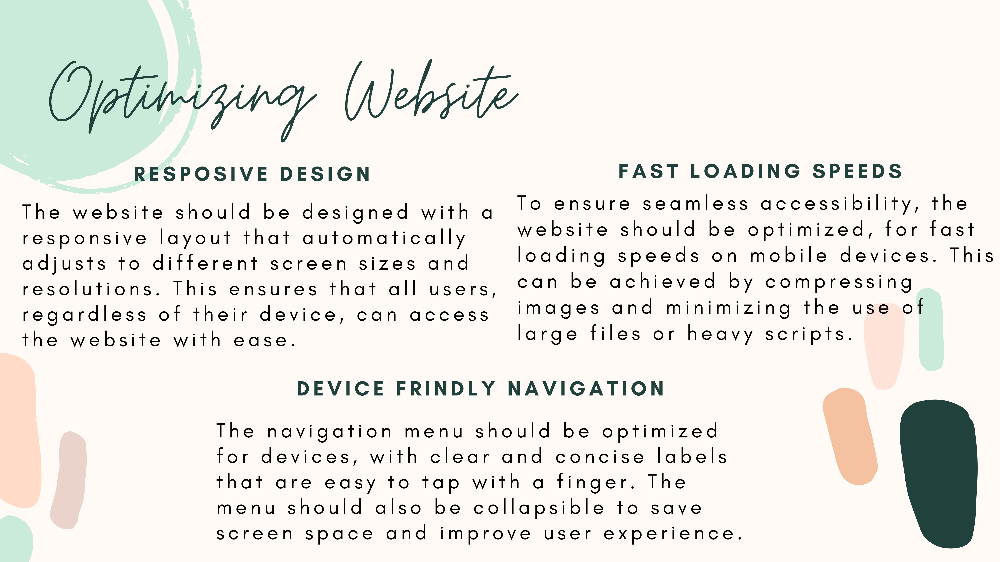 Optimizing Website
RESPOSIVE DESIGN
The website should be designed with a
responsive layout that automatically
adjusts to different screen sizes and
resolutions. This ensures that all users,
regardless of their device, can access
the website with ease.
FAST LOADING SPEEDS
To ensure seamless accessibility, the
website should be optimized, for fast
loading speeds on mobile devices. This
can be achieved by compressing
images and minimizing the use of
large files or heavy scripts.
DEVICE FRINDLY NAVIGATION
The navigation menu should be optimized
for devices, with clear and concise labels
that are easy to tap with a finger. The
menu should also be collapsible to save
screen space and improve user experience.